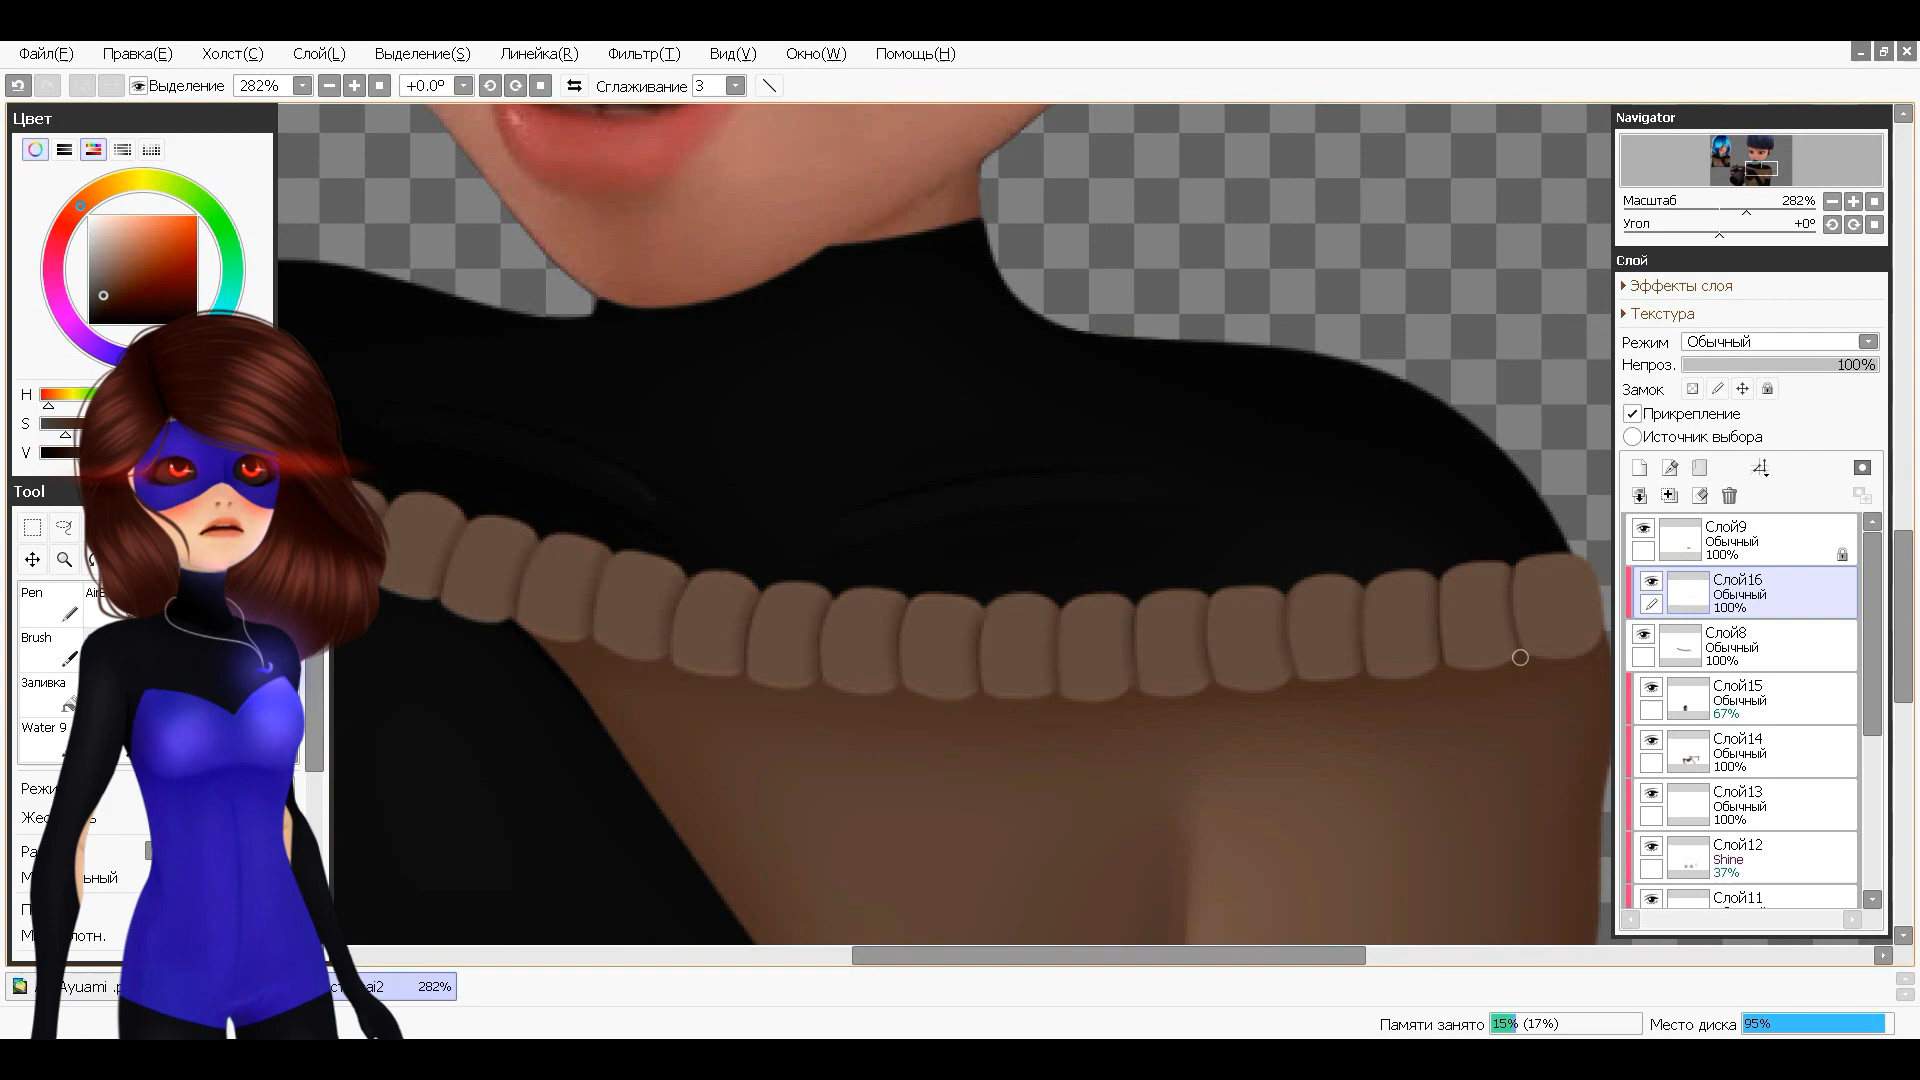 Файл(F) Правка(E) Холст(C) Слой(L) Выделение(S) Линейка(R) Фильтр(T) Вид(V) Окно(W) Помощь(H)
Выделение 282% +0.0° Сглаживание 3
Цвет
H
S
V
Tool
Pen
Brush
Заливка
Water 9
ьный
лотн.
Navigator
Масштаб 282%
Угол +0°
Слой
Эффекты слоя
Текстура
Режим Обычный
Непроз. 100%
Замок
Прикрепление
Источник выбора
Слой9
Обычный
100%
Слой16
Обычный
100%
Слой8
Обычный
100%
Слой15
Обычный
67%
Слой14
Обычный
100%
Слой13
Обычный
100%
Слой12
Shine
37%
Слой11
Ayuami .p ai2 282%
Памяти занято 15% (17%) Место диска 95%